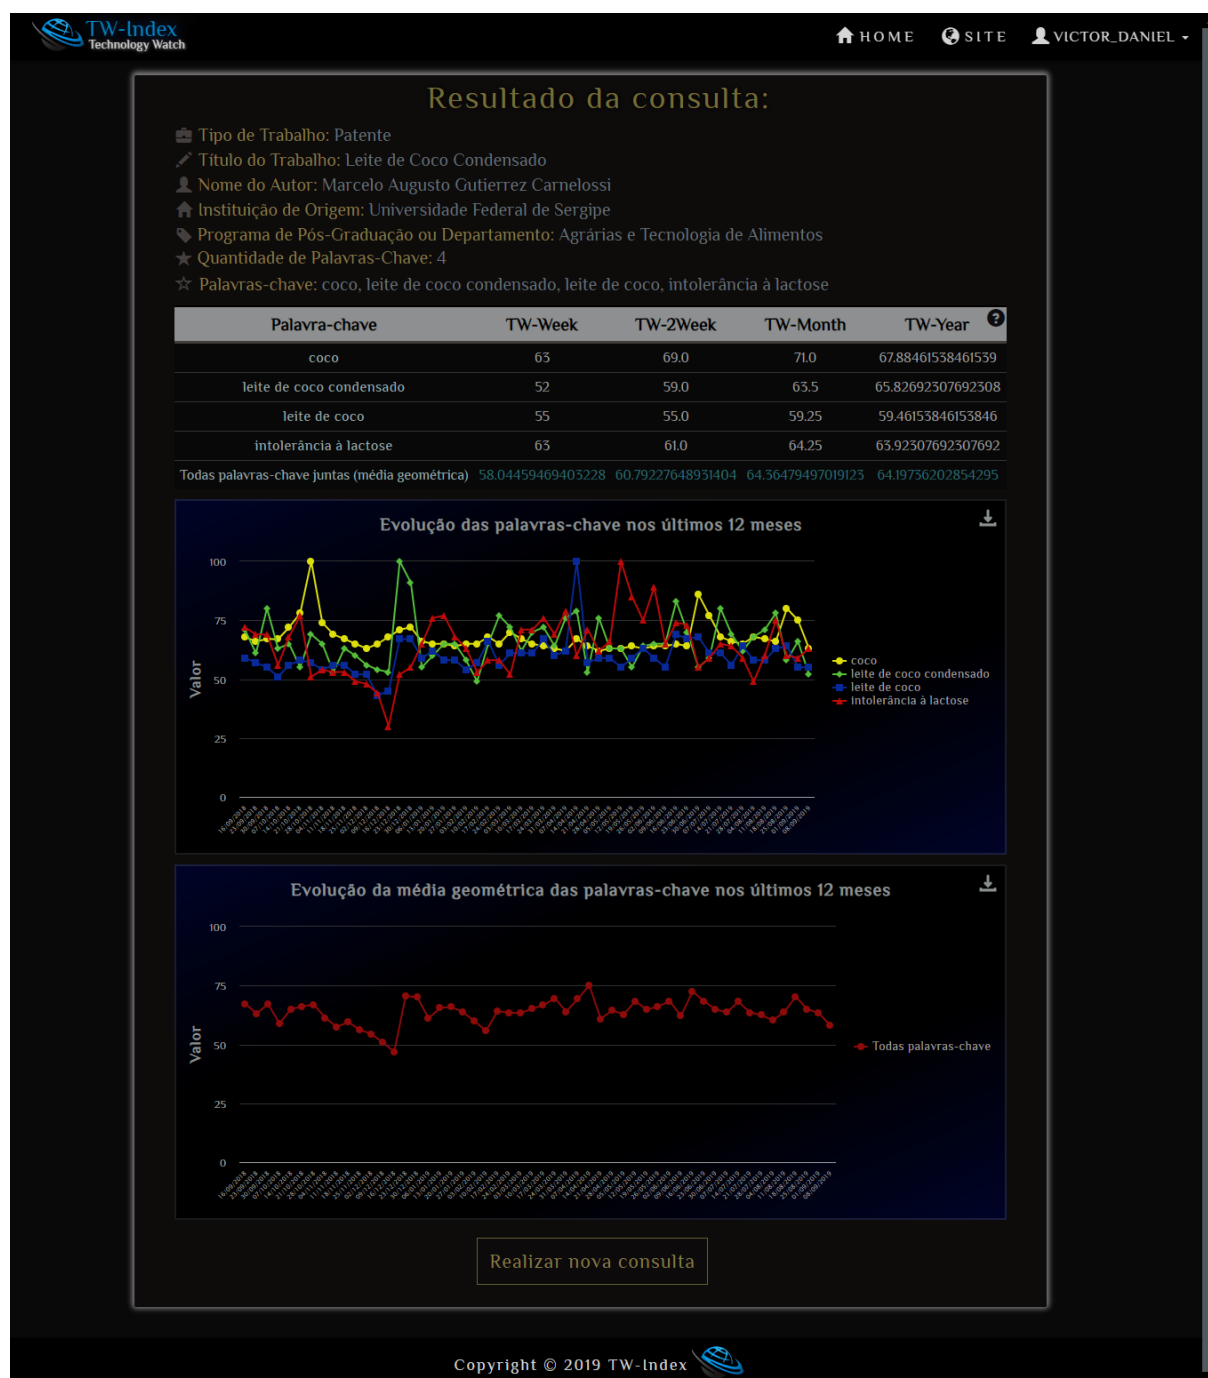 TW-Index
Technology Watch
HOME SITE VICTOR_DANIEL
Resultado da consulta:
Tipo de Trabalho: Patente
Título do Trabalho: Leite de Coco Condensado
Nome do Autor: Marcelo Augusto Gutierrez Carnelossi
Instituição de Origem: Universidade Federal de Sergipe
Programa de Pós-Graduação ou Departamento: Agrárias e Tecnologia de Alimentos
Quantidade de Palavras-Chave: 4
Palavras-chave: coco, leite de coco condensado, leite de coco, intolerância à lactose
Palavra-chave TW-Week TW-2Week TW-Month TW-Year ?
coco 63 69.0 71.0 67.88461538461539
leite de coco condensado 52 59.0 63.5 65.82692307692308
leite de coco 55 55.0 59.25 59.46153846153846
intolerância à lactose 63 61.0 64.25 63.92307692307692
Todas palavras-chave juntas (média geométrica) 58.04459469403228 60.79227648931404 64.36479497019123 64.19736202854295
Evolução das palavras-chave nos últimos 12 meses
100
75
50
25
0
Valor
coco
leite de coco condensado
leite de coco
intolerância à lactose
Evolução da média geométrica das palavras-chave nos últimos 12 meses
100
75
50
25
0
Valor
Todas palavras-chave
Realizar nova consulta
Copyright © 2019 TW-Index